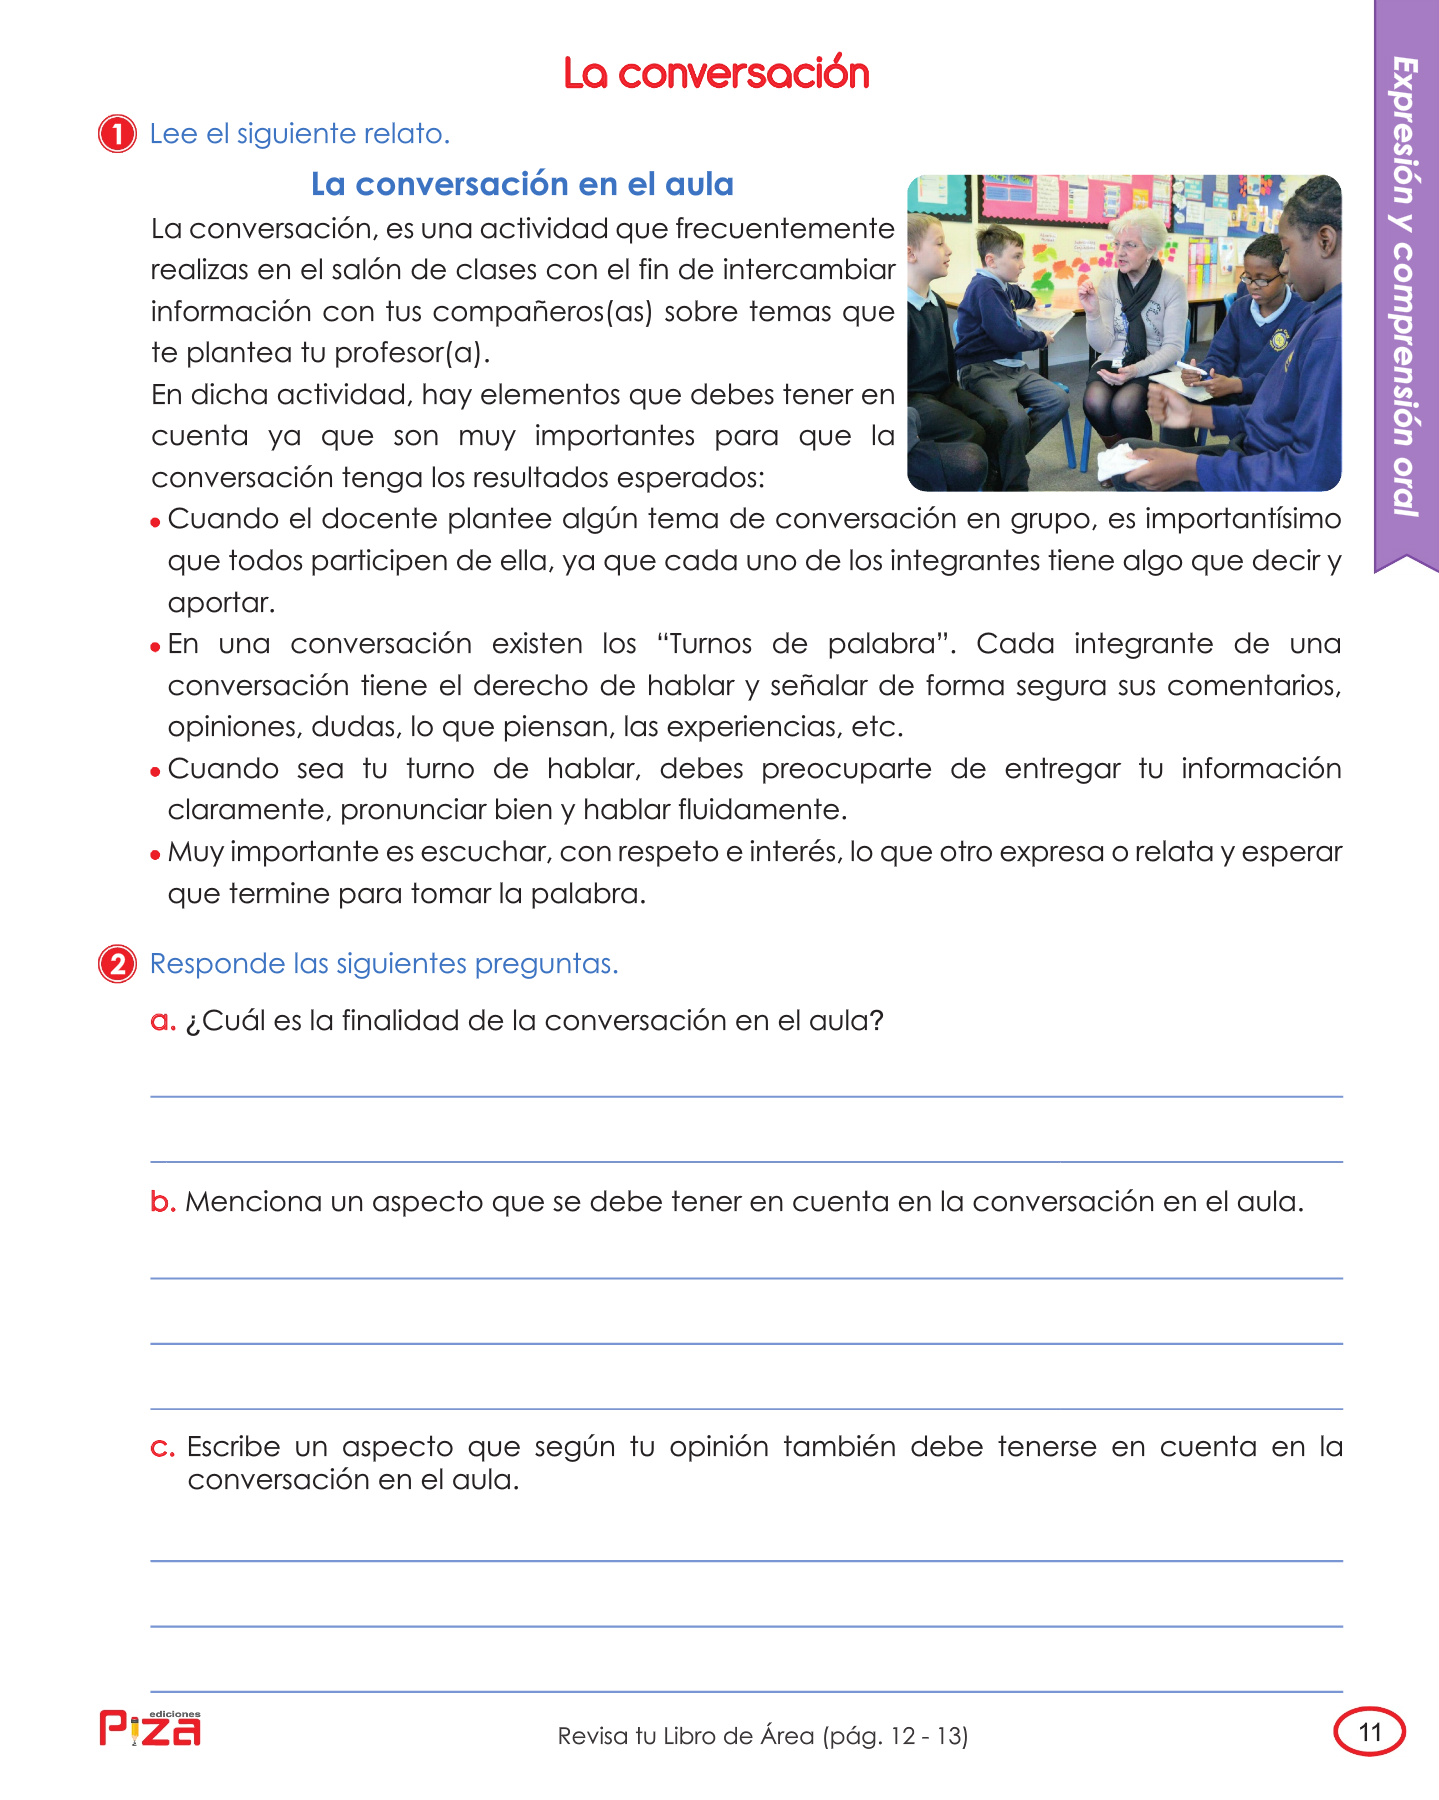 La conversación
Expresión y comprensión oral
1 Lee el siguiente relato.
La conversación en el aula
La conversación, es una actividad que frecuentemente
realizas en el salón de clases con el fin de intercambiar
información con tus compañeros(as) sobre temas que
te plantea tu profesor(a).
En dicha actividad, hay elementos que debes tener en
cuenta ya que son muy importantes para que la
conversación tenga los resultados esperados:
• Cuando el docente plantee algún tema de conversación en grupo, es importantísimo
que todos participen de ella, ya que cada uno de los integrantes tiene algo que decir y
aportar.
• En una conversación existen los “Turnos de palabra”. Cada integrante de una
conversación tiene el derecho de hablar y señalar de forma segura sus comentarios,
opiniones, dudas, lo que piensan, las experiencias, etc.
• Cuando sea tu turno de hablar, debes preocuparte de entregar tu información
claramente, pronunciar bien y hablar fluidamente.
• Muy importante es escuchar, con respeto e interés, lo que otro expresa o relata y esperar
que termine para tomar la palabra.
2 Responde las siguientes preguntas.
a. ¿Cuál es la finalidad de la conversación en el aula?
b. Menciona un aspecto que se debe tener en cuenta en la conversación en el aula.
c. Escribe un aspecto que según tu opinión también debe tenerse en cuenta en la
conversación en el aula.
ediciones
Piza
Revisa tu Libro de Área (pág. 12 - 13)
11